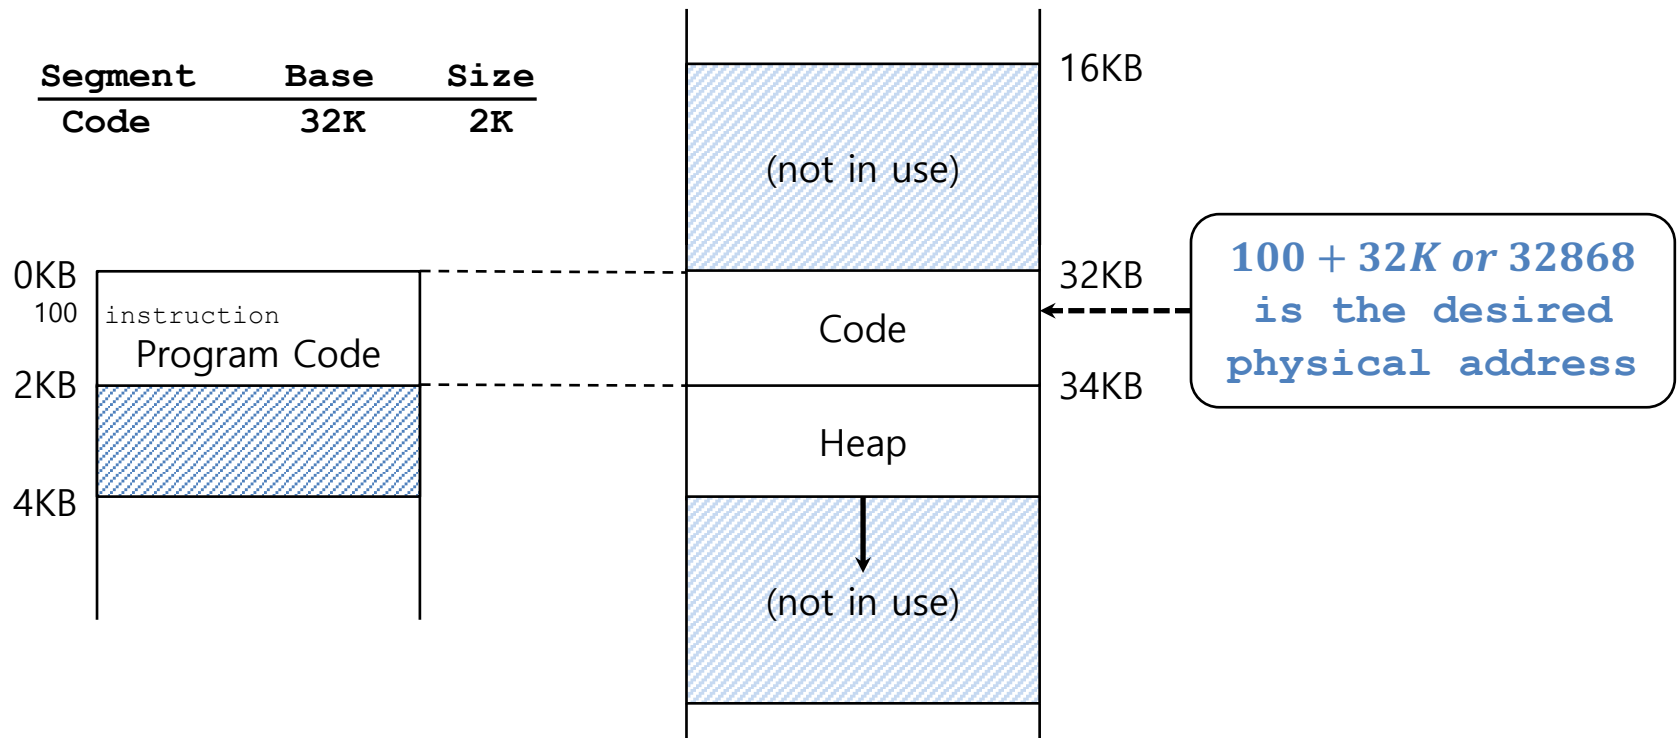 Segment Base Size
Code 32K 2K
0KB
100 instruction
Program Code
2KB
4KB
16KB
(not in use)
32KB
Code
34KB
Heap
(not in use)
100 + 32K or 32868
is the desired
physical address